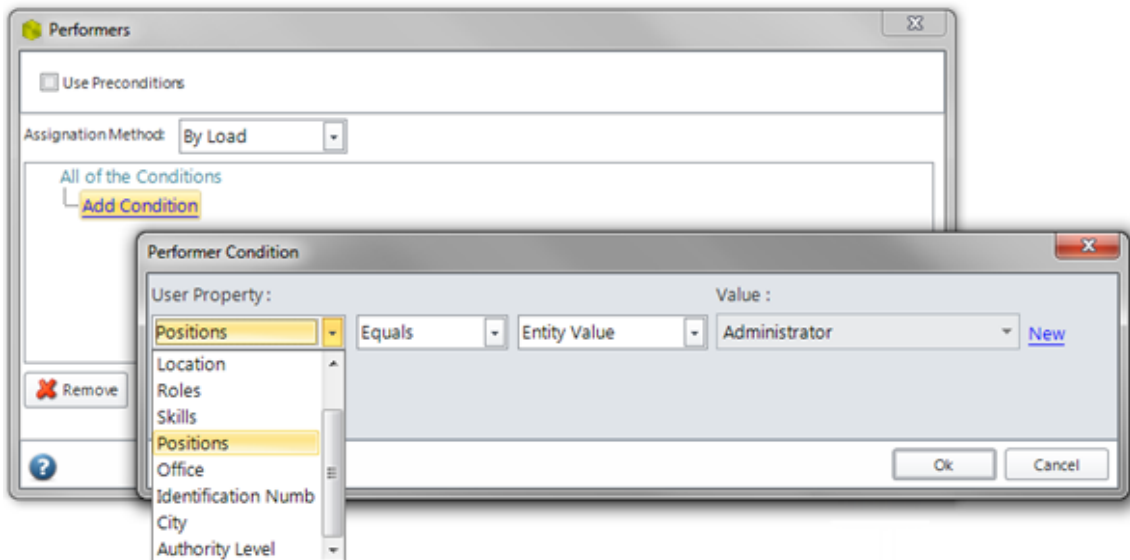 Performers
Use Preconditions
Assignation Method: By Load
All of the Conditions
Add Condition
Performer Condition
User Property : Value :
Positions Equals Entity Value Administrator New
Location
Roles
Remove
Skills
Positions
Office
Ok Cancel
Identification Numb
City
Authority Level